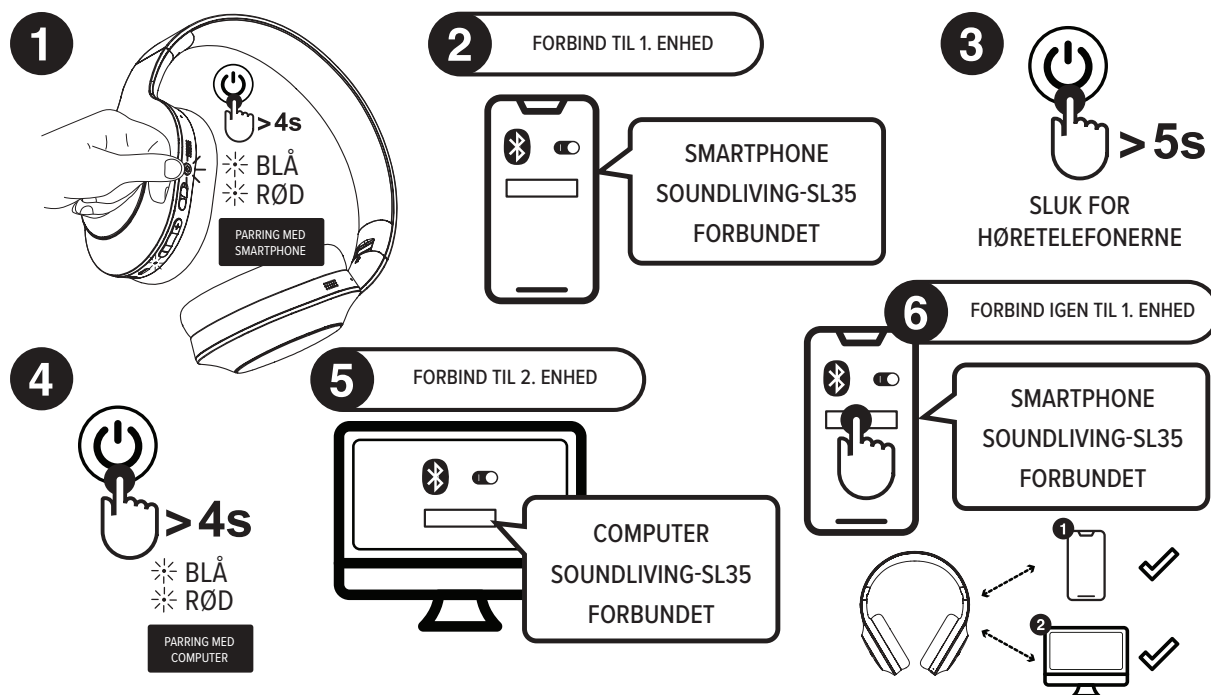 1
>4s
BLÅ
RØD
PARRING MED
SMARTPHONE
2
FORBIND TIL 1. ENHED
SMARTPHONE
SOUNDLIVING-SL35
FORBUNDET
3
>5s
SLUK FOR
HØRETELEFONERNE
4
>4s
BLÅ
RØD
PARRING MED
COMPUTER
5
FORBIND TIL 2. ENHED
COMPUTER
SOUNDLIVING-SL35
FORBUNDET
6
FORBIND IGEN TIL 1. ENHED
SMARTPHONE
SOUNDLIVING-SL35
FORBUNDET
1
2